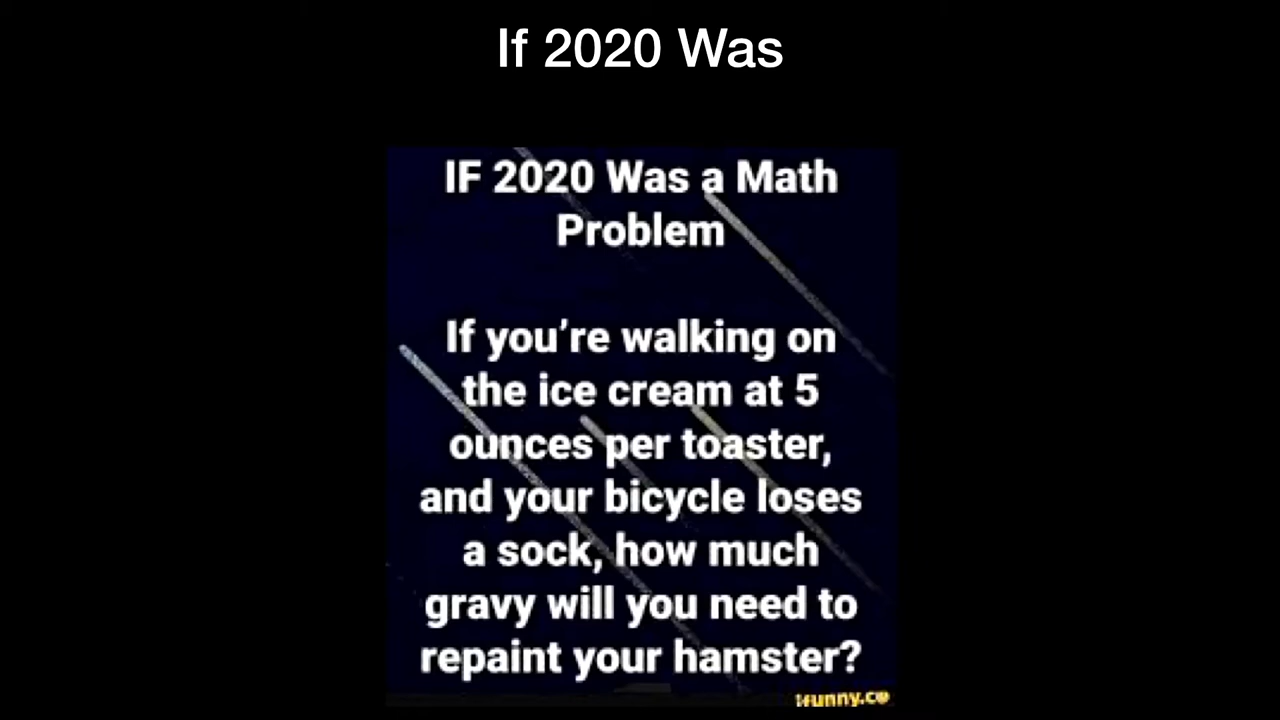 If 2020 Was
IF 2020 Was a Math
Problem
If you’re walking on
the ice cream at 5
ounces per toaster,
and your bicycle loses
a sock, how much
gravy will you need to
repaint your hamster?
ifunny.co